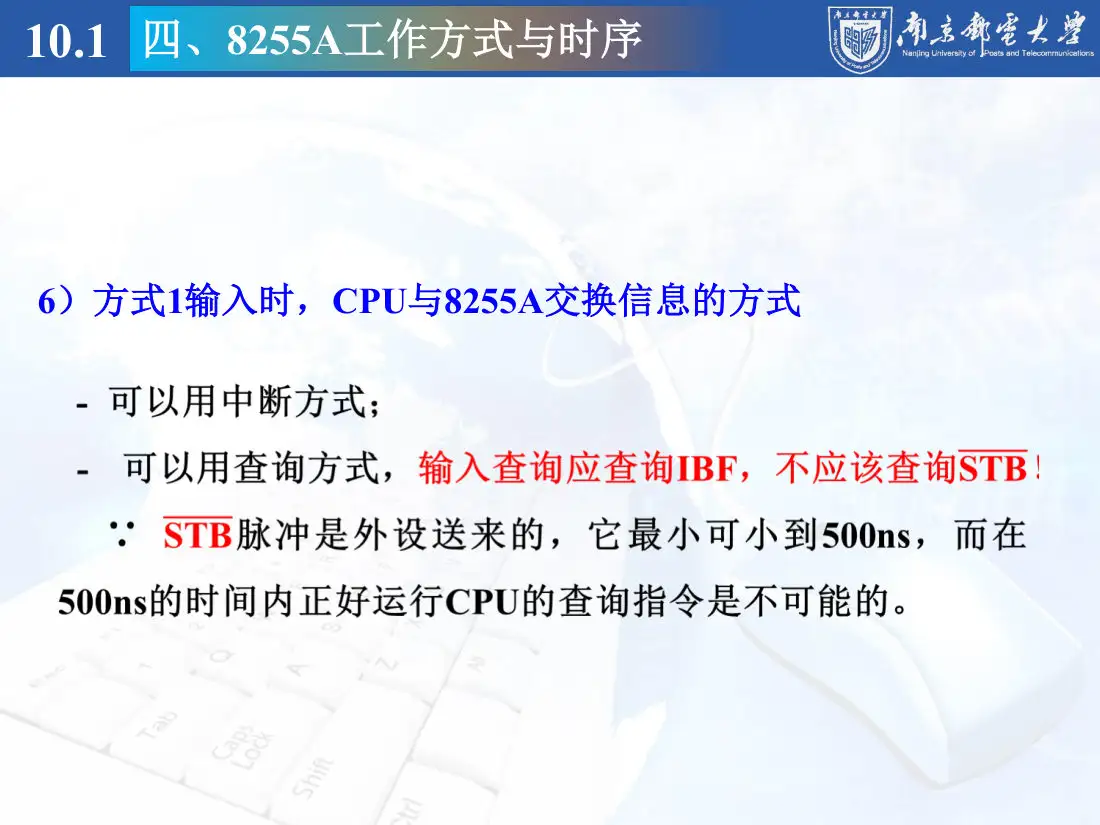 10.1 四、8255A工作方式与时序
南京邮电大学
Nanjing University of Posts and Telecommunications
6）方式1输入时，CPU与8255A交换信息的方式
- 可以用中断方式；
- 可以用查询方式，输入查询应查询IBF，不应该查询S̅T̅B̅！
∵ S̅T̅B̅脉冲是外设送来的，它最小可小到500ns，而在
500ns的时间内正好运行CPU的查询指令是不可能的。
Q
A
Z
Tab
Caps Lock
Shift